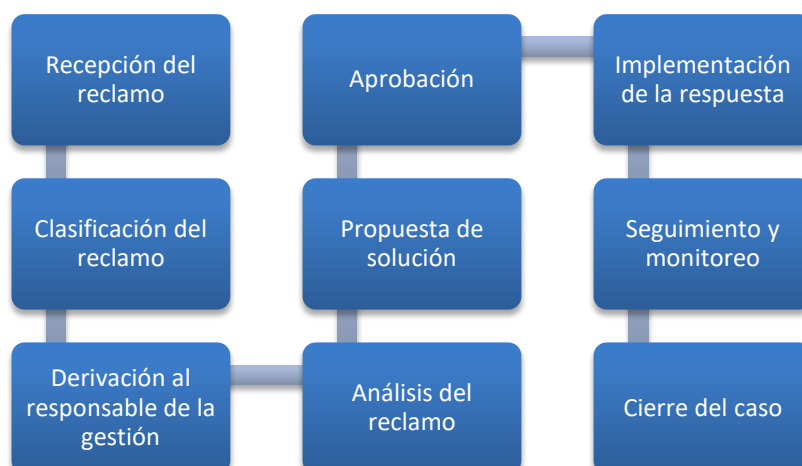 Recepción del
reclamo
Clasificación del
reclamo
Derivación al
responsable de la
gestión
Análisis del
reclamo
Propuesta de
solución
Aprobación
Implementación
de la respuesta
Seguimiento y
monitoreo
Cierre del caso